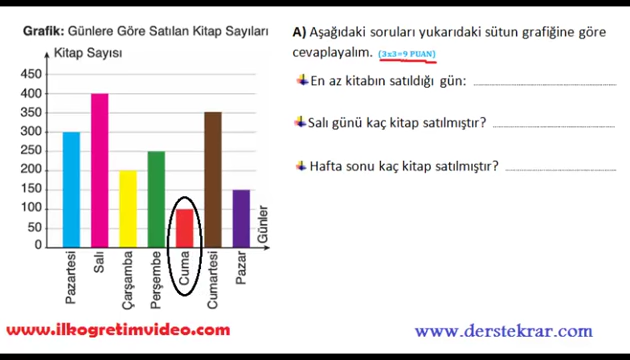 Grafik: Günlere Göre Satılan Kitap Sayıları
Kitap Sayısı
450
400
350
300
250
200
150
100
50
0
Pazartesi
Salı
Çarşamba
Perşembe
Cuma
Cumartesi
Pazar
Günler
A) Aşağıdaki soruları yukarıdaki sütun grafiğine göre
cevaplayalım. (3x3=9 PUAN)
En az kitabın satıldığı gün:
Salı günü kaç kitap satılmıştır?
Hafta sonu kaç kitap satılmıştır?
www.ilkogretimvideo.com
www.derstekrar.com